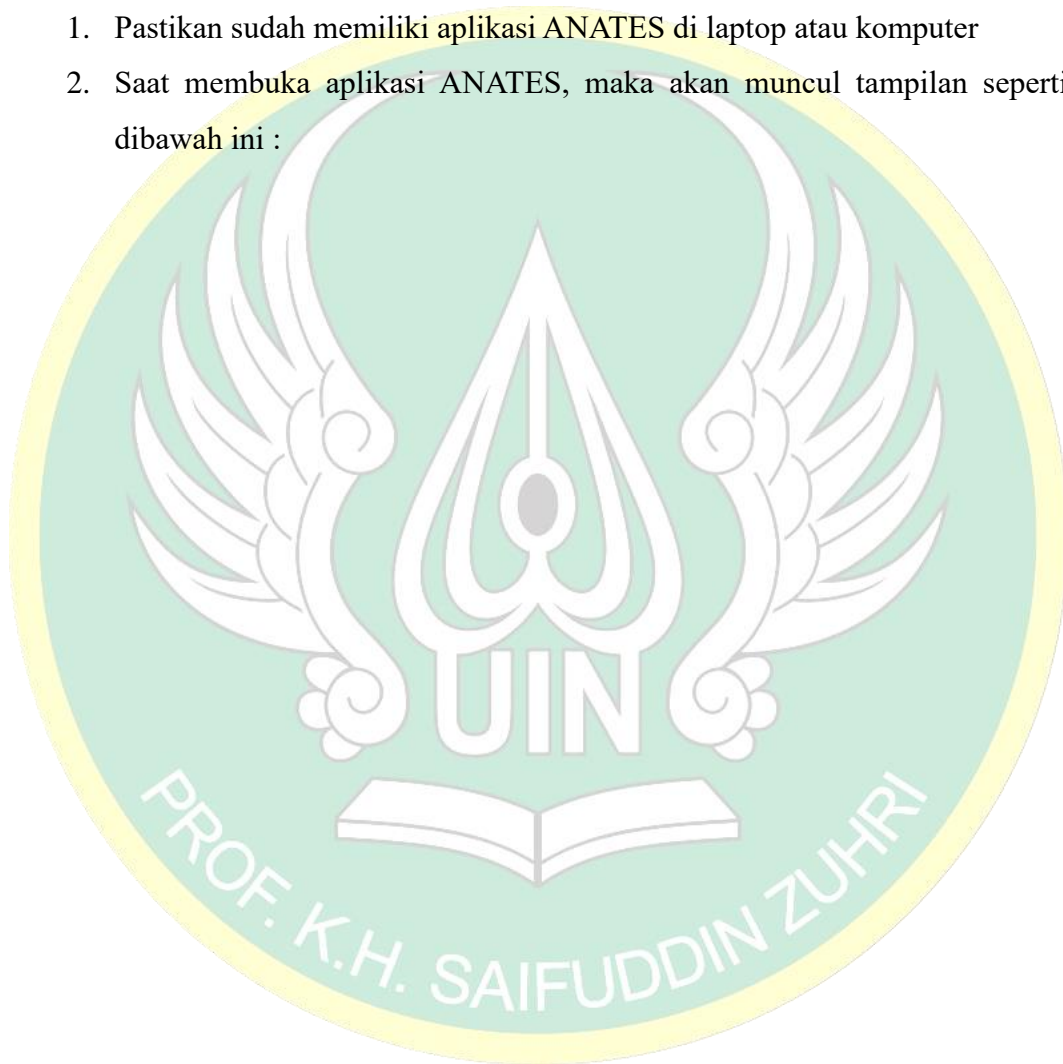 1. Pastikan sudah memiliki aplikasi ANATES di laptop atau komputer
2. Saat membuka aplikasi ANATES, maka akan muncul tampilan seperti
dibawah ini :
UIN
PROF. K.H. SAIFUDDIN ZUHRI